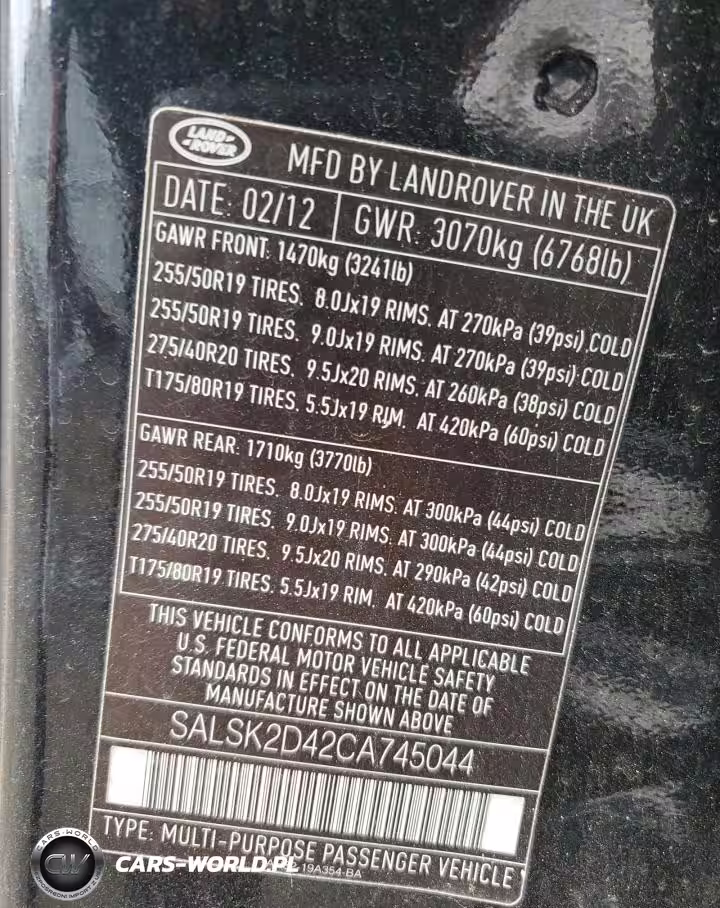 LAND-
-ROVER
MFD BY LANDROVER IN THE UK
DATE: 02/12 GWR: 3070kg (6768lb)
GAWR FRONT. 1470kg (3241lb)
255/50R19 TIRES. 8.0Jx19 RIMS. AT 270kPa (39psi).COLD
255/50R19 TIRES. 9.0Jx19 RIMS. AT 270kPa (39psi) COLD
275/40R20 TIRES. 9.5Jx20 RIMS. AT 260kPa (38psi) COLD
T175/80R19 TIRES. 5.5Jx19 RIM. AT 420kPa (60psi) COLD
GAWR REAR. 1710kg (3770lb)
255/50R19 TIRES. 8.0Jx19 RIMS. AT 300kPa (44psi) COLD
255/50R19 TIRES. 9.0Jx19 RIMS. AT 300kPa (44psi) COLD
275/40R20 TIRES. 9.5Jx20 RIMS. AT 290kPa (42psi) COLD
T175/80R19 TIRES. 5.5Jx19 RIM. AT 420kPa (60psi) COLD
THIS VEHICLE CONFORMS TO ALL APPLICABLE
U.S. FEDERAL MOTOR VEHICLE SAFETY
STANDARDS IN EFFECT ON THE DATE OF
MANUFACTURE SHOWN ABOVE
SALSK2D42CA745044
TYPE: MULTI-PURPOSE PASSENGER VEHICLE
19A354-BA
CARS-WORLD
CW
CARS-WORLD.PL